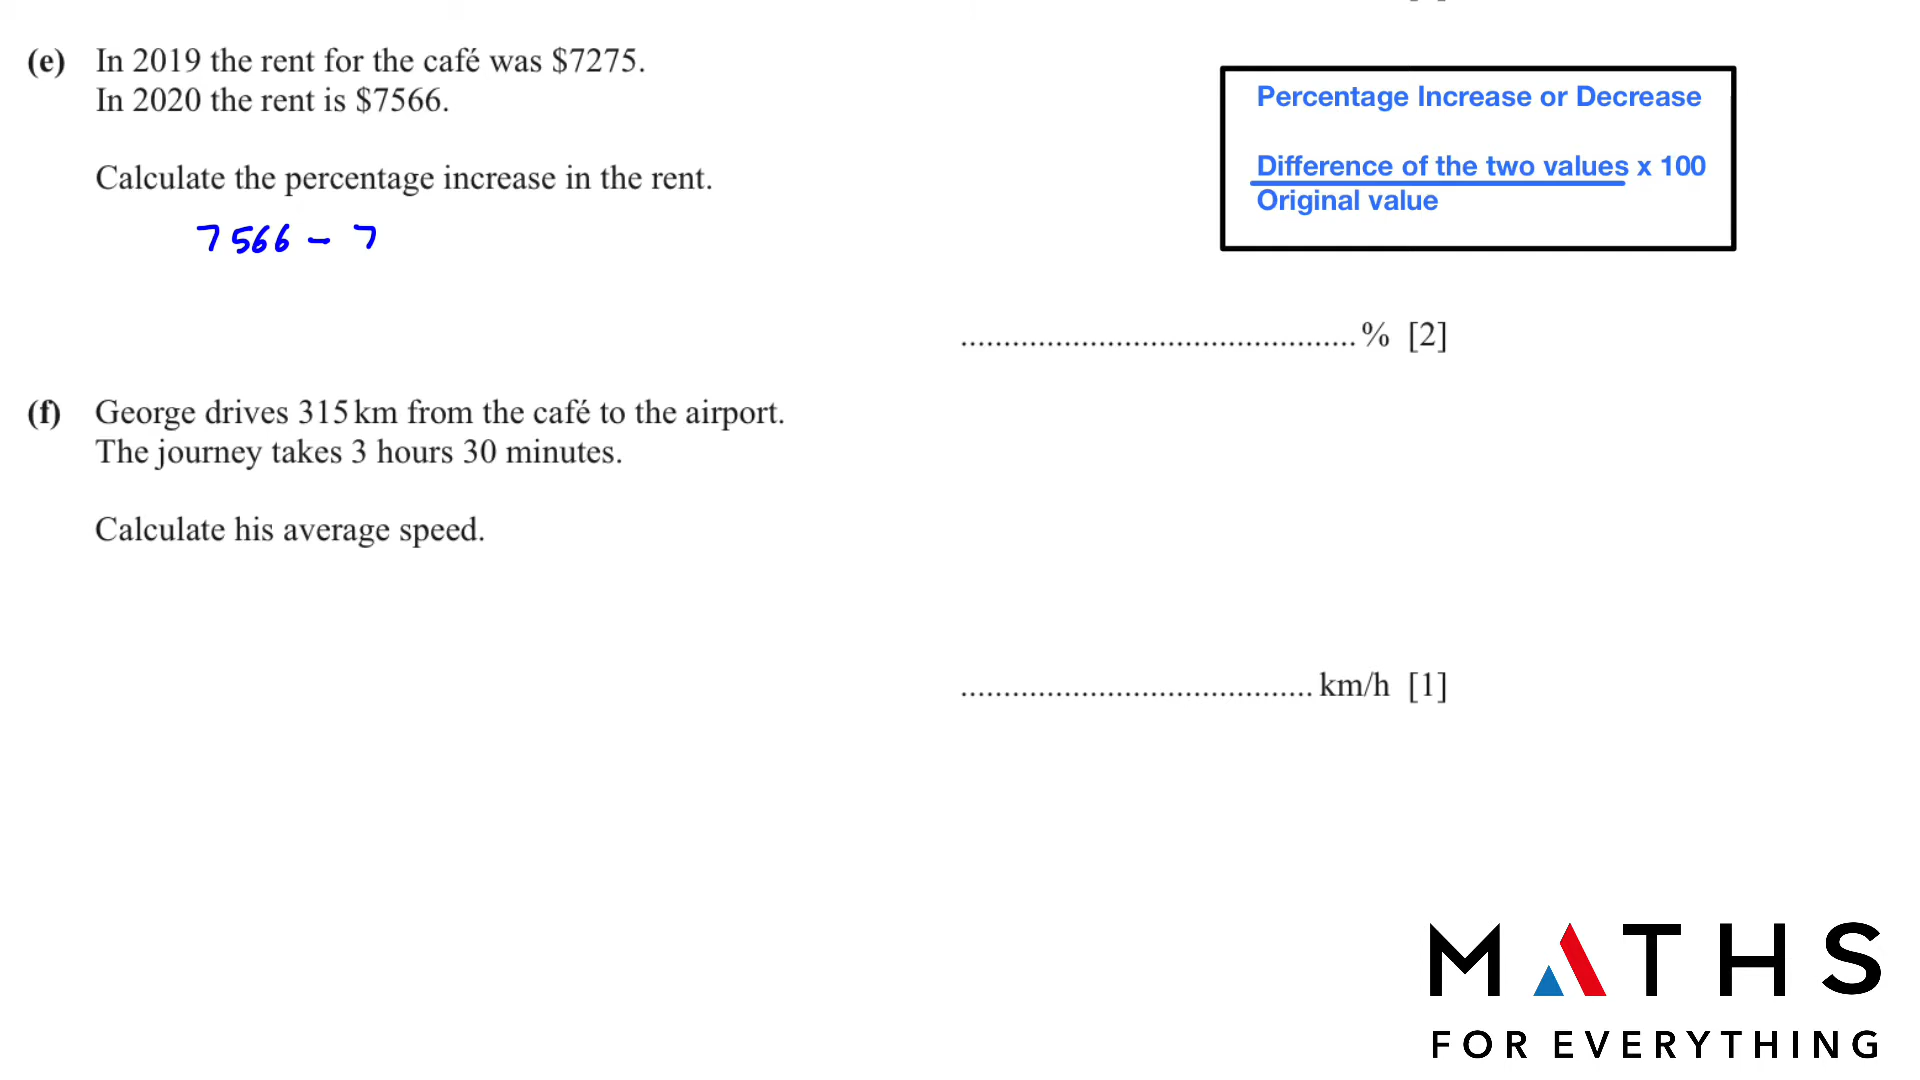 (e) In 2019 the rent for the café was $7275.
In 2020 the rent is $7566.
Calculate the percentage increase in the rent.
7566 – 7
Percentage Increase or Decrease
Difference of the two values x 100
Original value
............................................. % [2]
(f) George drives 315 km from the café to the airport.
The journey takes 3 hours 30 minutes.
Calculate his average speed.
........................................ km/h [1]
MATHS
FOR EVERYTHING